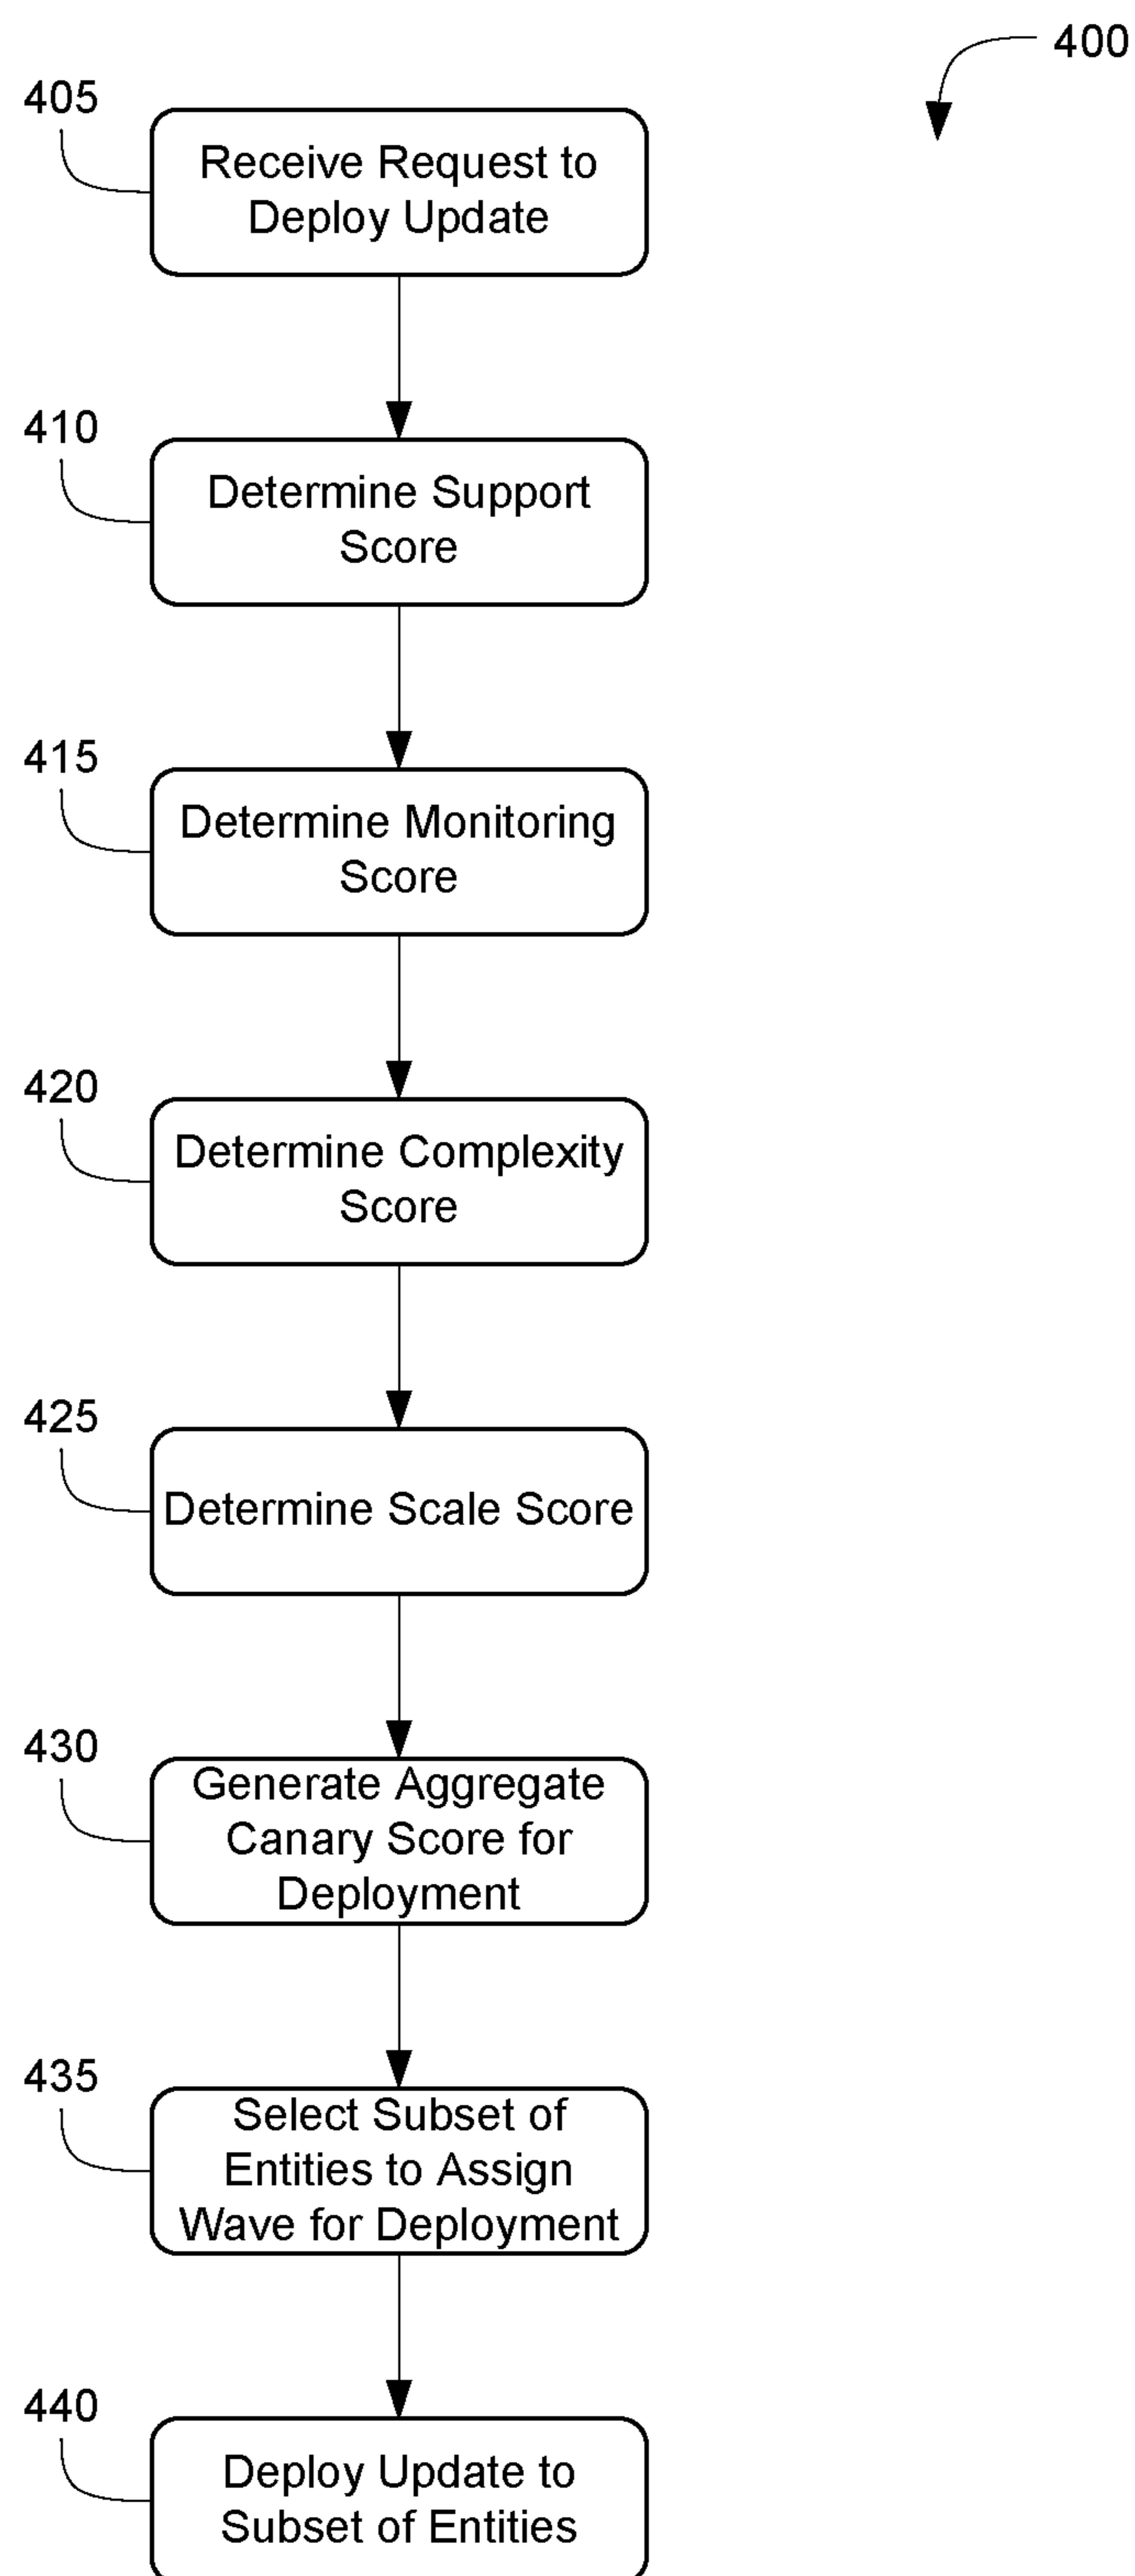 400
405
Receive Request to
Deploy Update
410
Determine Support
Score
415
Determine Monitoring
Score
420
Determine Complexity
Score
425
Determine Scale Score
430
Generate Aggregate
Canary Score for
Deployment
435
Select Subset of
Entities to Assign
Wave for Deployment
440
Deploy Update to
Subset of Entities